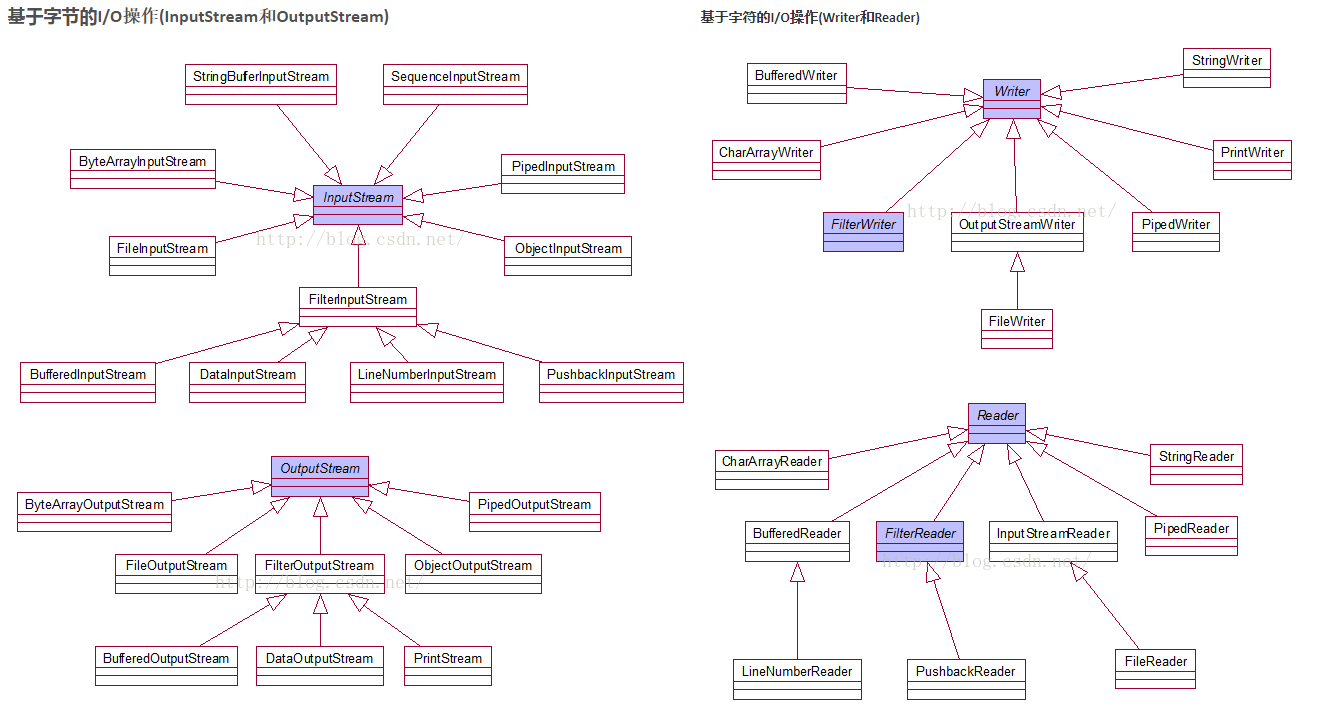 基于字节的I/O操作(InputStream和OutputStream)
StringBufferInputStream
SequenceInputStream
ByteArrayInputStream
PipedInputStream
InputStream
http://blog.csdn.net/
FileInputStream
ObjectInputStream
FilterInputStream
BufferedInputStream
DataInputStream
LineNumberInputStream
PushbackInputStream
OutputStream
ByteArrayOutputStream
PipedOutputStream
FileOutputStream
FilterOutputStream
ObjectOutputStream
http://blog.csdn.net/
BufferedOutputStream
DataOutputStream
PrintStream
基于字符的I/O操作(Writer和Reader)
StringWriter
BufferedWriter
Writer
CharArrayWriter
PrintWriter
http://blog.csdn.net/
FilterWriter
OutputStreamWriter
PipedWriter
FileWriter
Reader
CharArrayReader
StringReader
BufferedReader
FilterReader
InputStreamReader
PipedReader
http://blog.csdn.net/
LineNumberReader
PushbackReader
FileReader